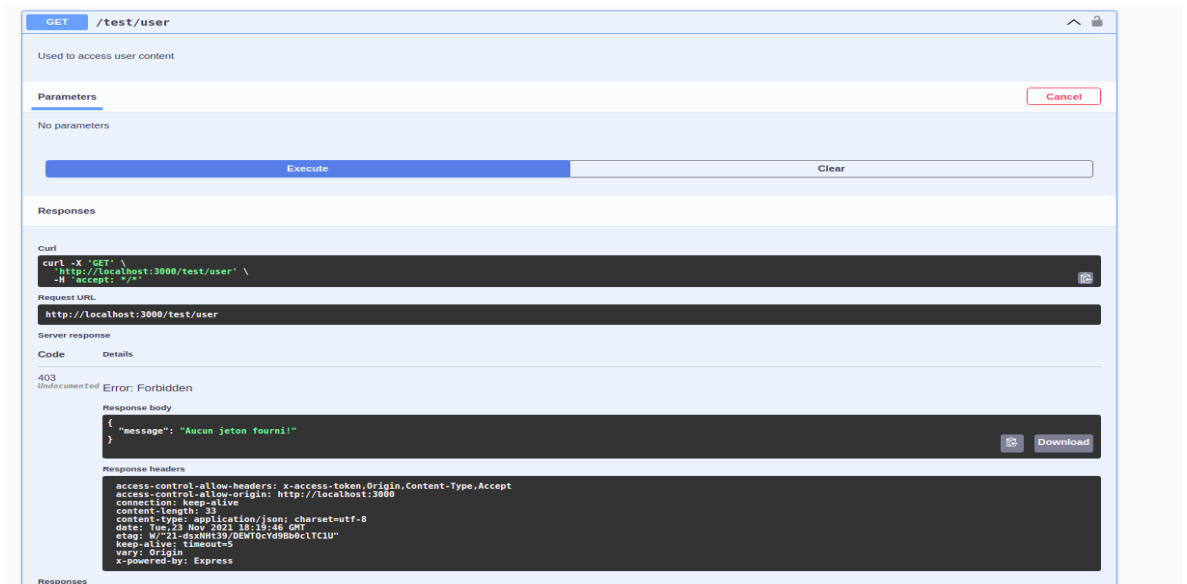 GET /test/user
Used to access user content
Parameters
Cancel
No parameters
Execute
Clear
Responses
Curl
curl -X 'GET' \
'http://localhost:3000/test/user' \
-H 'accept: */*'
Request URL
http://localhost:3000/test/user
Server response
Code Details
403
Undocumented Error: Forbidden
Response body
{
"message": "Aucun jeton fourni!"
}
Download
Response headers
access-control-allow-headers: x-access-token,Origin,Content-Type,Accept
access-control-allow-origin: http://localhost:3000
connection: keep-alive
content-length: 33
content-type: application/json; charset=utf-8
date: Tue,23 Nov 2021 18:19:46 GMT
etag: W/"21-dsxNHt39/DEWTQcYd9Bb0clTC1U"
keep-alive: timeout=5
vary: Origin
x-powered-by: Express
Responses